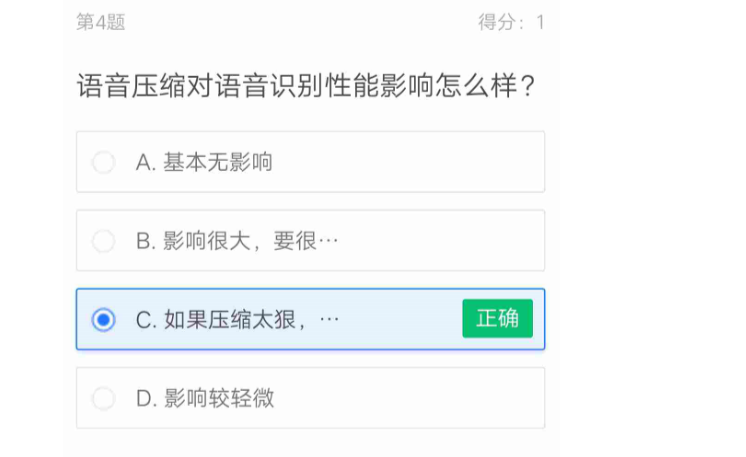 第4题 得分：1
语音压缩对语音识别性能影响怎么样？
A. 基本无影响
B. 影响很大，要很…
C. 如果压缩太狠，… 正确
D. 影响较轻微